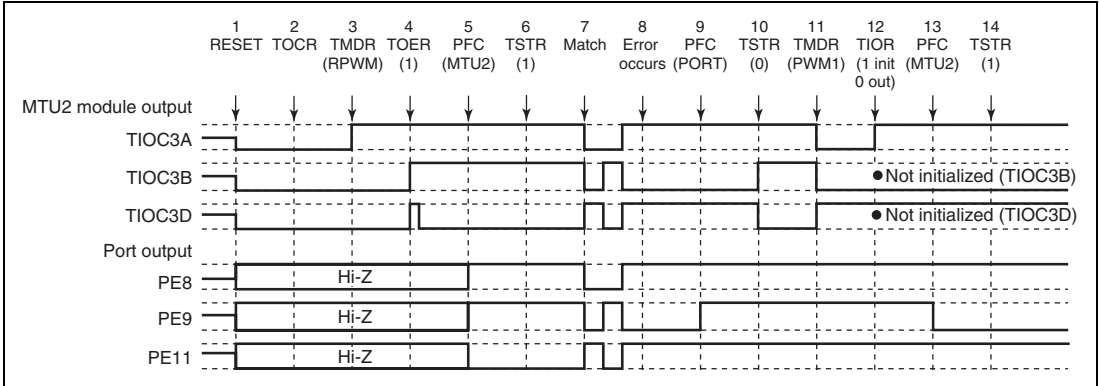 1 2 3 4 5 6 7 8 9 10 11 12 13 14
RESET TOCR TMDR TOER PFC TSTR Match Error PFC TSTR TMDR TIOR PFC TSTR
(RPWM) (1) (MTU2) (1) occurs (PORT) (0) (PWM1) (1 init (MTU2) (1)
0 out)
MTU2 module output
TIOC3A
TIOC3B ●Not initialized (TIOC3B)
TIOC3D ●Not initialized (TIOC3D)
Port output
PE8 Hi-Z
PE9 Hi-Z
PE11 Hi-Z